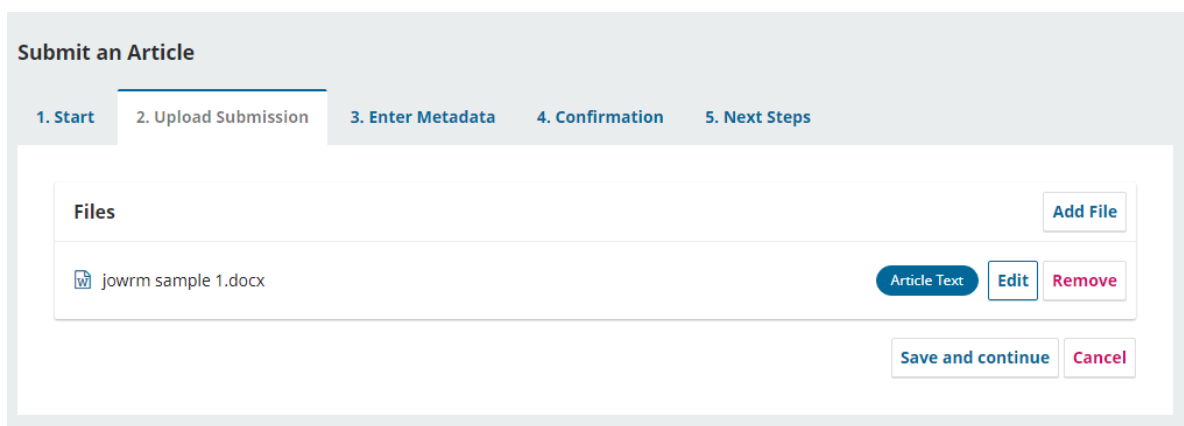 Submit an Article
1. Start 2. Upload Submission 3. Enter Metadata 4. Confirmation 5. Next Steps
Files Add File
W jowrm sample 1.docx Article Text Edit Remove
Save and continue Cancel